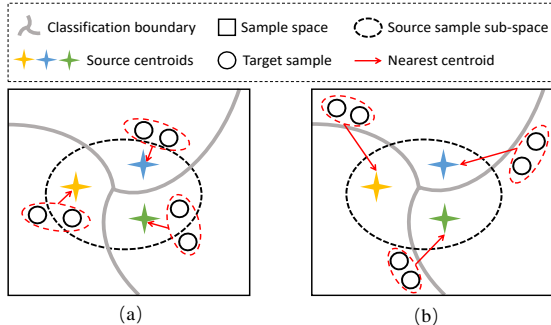 Classification boundary Sample space Source sample sub-space
Source centroids Target sample Nearest centroid
(a) (b)